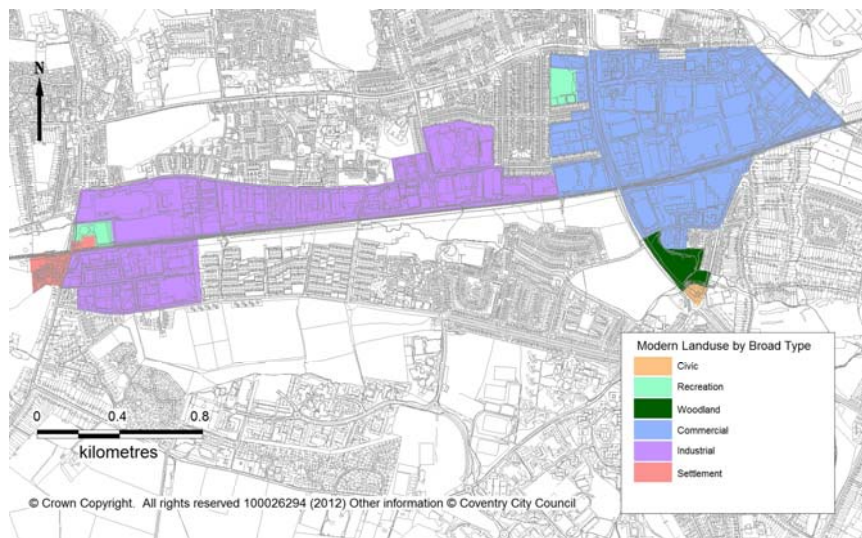 N
Modern Landuse by Broad Type
Civic
Recreation
Woodland
Commercial
Industrial
Settlement
0 0.4 0.8
kilometres
© Crown Copyright. All rights reserved 100026294 (2012) Other information © Coventry City Council